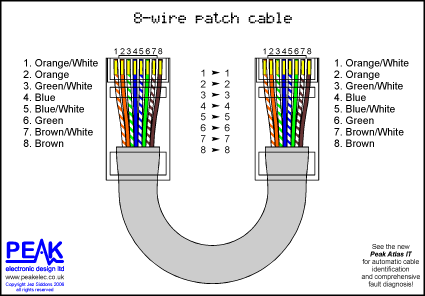 8-wire patch cable
12345678
12345678
1. Orange/White
2. Orange
3. Green/White
4. Blue
5. Blue/White
6. Green
7. Brown/White
8. Brown
1 ➤ 1
2 ➤ 2
3 ➤ 3
4 ➤ 4
5 ➤ 5
6 ➤ 6
7 ➤ 7
8 ➤ 8
1. Orange/White
2. Orange
3. Green/White
4. Blue
5. Blue/White
6. Green
7. Brown/White
8. Brown
PEAK
electronic design ltd
www.peakelec.co.uk
Copyright Jez Siddons 2006
all rights reserved
See the new
Peak Atlas IT
for automatic cable
identification
and comprehensive
fault diagnosis!